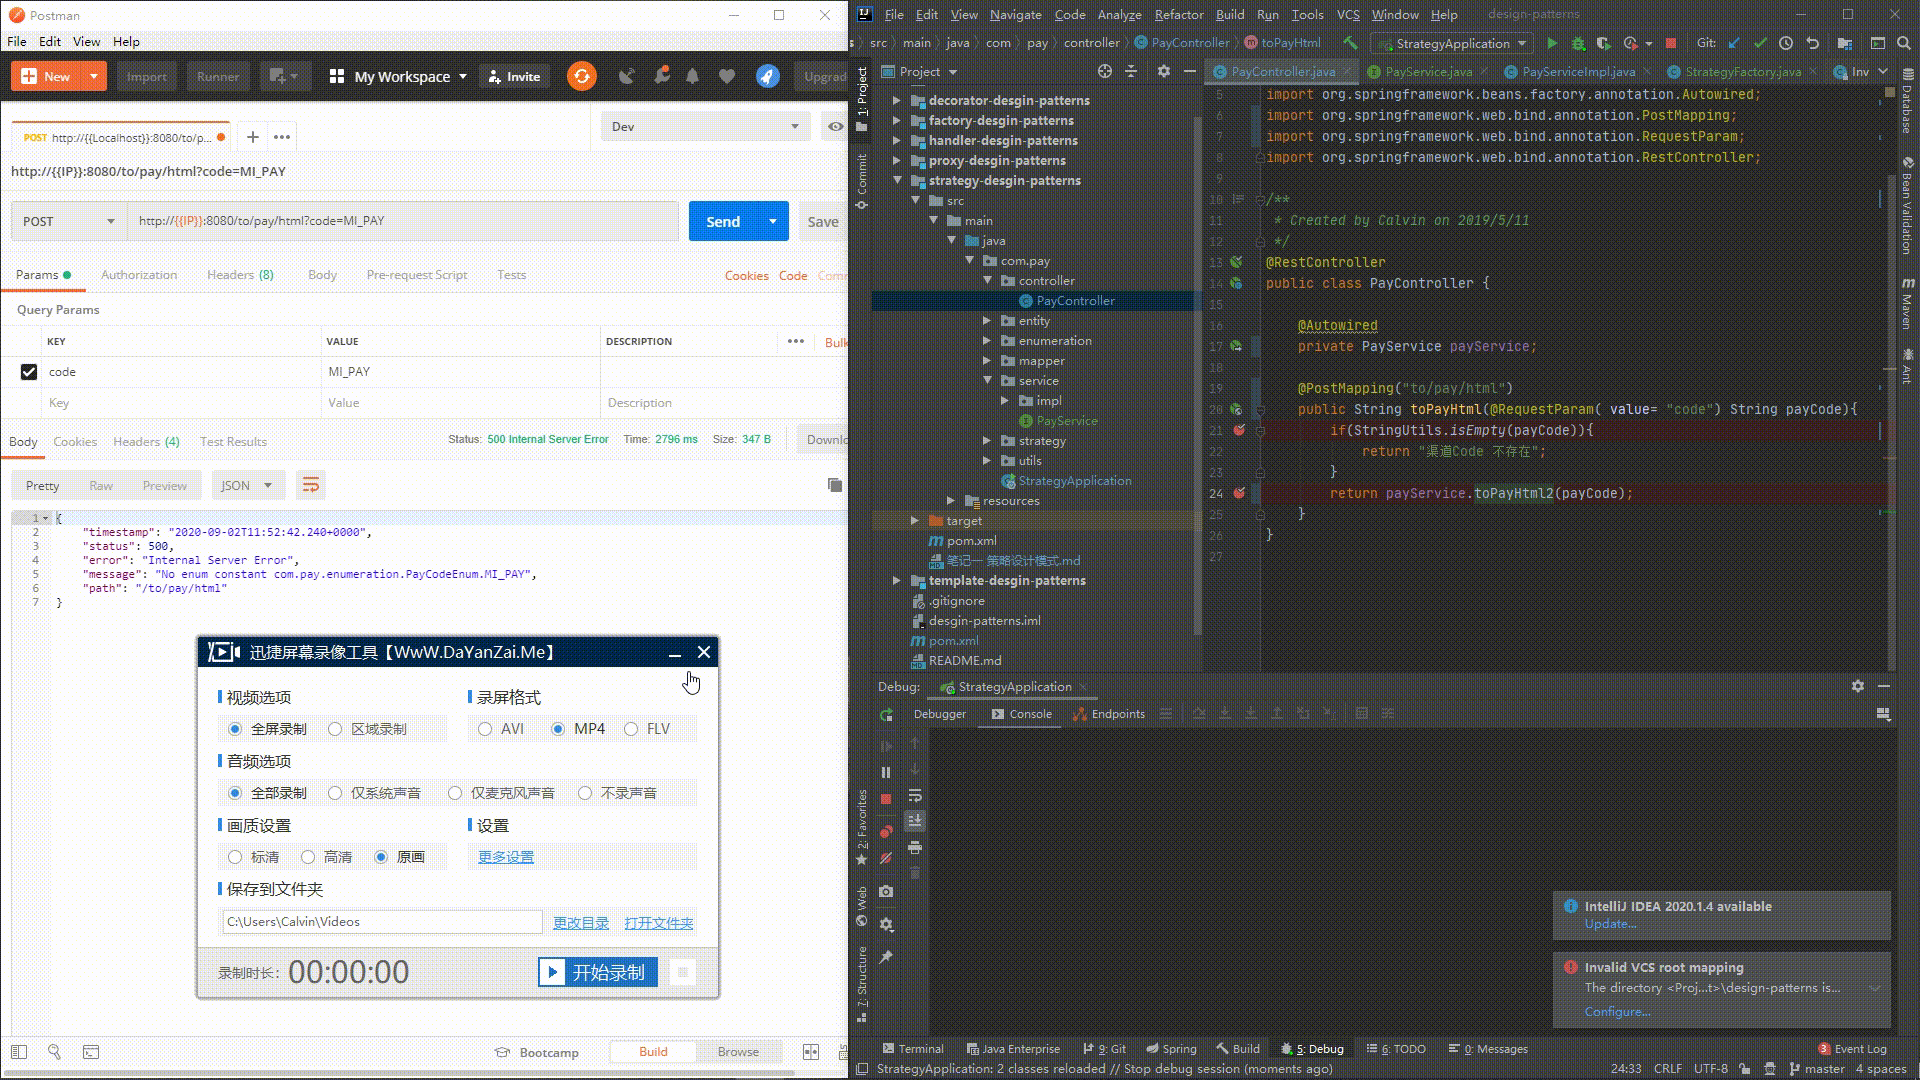 Postman
File Edit View Help
New Import Runner My Workspace Invite Upgrad
POST http://{{Localhost}}:8080/to/p...
Dev
http://{{IP}}:8080/to/pay/html?code=MI_PAY
POST http://{{IP}}:8080/to/pay/html?code=MI_PAY Send Save
Params Authorization Headers (8) Body Pre-request Script Tests Cookies Code Com
Query Params
KEY VALUE DESCRIPTION Bulk
code MI_PAY
Key Value Description
Body Cookies Headers (4) Test Results Status: 500 Internal Server Error Time: 2796 ms Size: 347 B Downlo
Pretty Raw Preview JSON
1 {
2 "timestamp": "2020-09-02T11:52:42.240+0000",
3 "status": 500,
4 "error": "Internal Server Error",
5 "message": "No enum constant com.pay.enumeration.PayCodeEnum.MI_PAY",
6 "path": "/to/pay/html"
7 }
迅捷屏幕录像工具【WwW.DaYanZai.Me】
视频选项 录屏格式
全屏录制 区域录制 AVI MP4 FLV
音频选项
全部录制 仅系统声音 仅麦克风声音 不录声音
画质设置 设置
标清 高清 原画 更多设置
保存到文件夹
C:\Users\Calvin\Videos 更改目录 打开文件夹
录制时长: 00:00:00 开始录制
Bootcamp Build Browse
File Edit View Navigate Code Analyze Refactor Build Run Tools VCS Window Help design-patterns
s src main java com pay controller PayController toPayHtml StrategyApplication Git:
1: Project
Commit
2: Favorites
Web
7: Structure
Project
decorator-desgin-patterns
factory-desgin-patterns
handler-desgin-patterns
proxy-desgin-patterns
strategy-desgin-patterns
src
main
java
com.pay
controller
PayController
entity
enumeration
mapper
service
impl
PayService
strategy
utils
StrategyApplication
resources
target
pom.xml
笔记一 策略设计模式.md
template-desgin-patterns
.gitignore
desgin-patterns.iml
pom.xml
README.md
PayController.java PayService.java PayServiceImpl.java StrategyFactory.java Inv
5 import org.springframework.beans.factory.annotation.Autowired;
6 import org.springframework.web.bind.annotation.PostMapping;
7 import org.springframework.web.bind.annotation.RequestParam;
8 import org.springframework.web.bind.annotation.RestController;
9
10 /**
11 * Created by Calvin on 2019/5/11
12 */
13 @RestController
14 public class PayController {
15
16 @Autowired
17 private PayService payService;
18
19 @PostMapping("to/pay/html")
20 public String toPayHtml(@RequestParam( value= "code") String payCode){
21 if(StringUtils.isEmpty(payCode)){
22 return "渠道Code 不存在";
23 }
24 return payService.toPayHtml2(payCode);
25 }
26 }
27
Database
Bean Validation
Maven
Ant
Debug: StrategyApplication
Debugger Console Endpoints
IntelliJ IDEA 2020.1.4 available
Update...
Invalid VCS root mapping
The directory <Proj...t>\design-patterns is...
Configure...
Terminal Java Enterprise 9: Git Spring Build 5: Debug 6: TODO 0: Messages 3 Event Log
StrategyApplication: 2 classes reloaded // Stop debug session (moments ago) 24:33 CRLF UTF-8 master 4 spaces